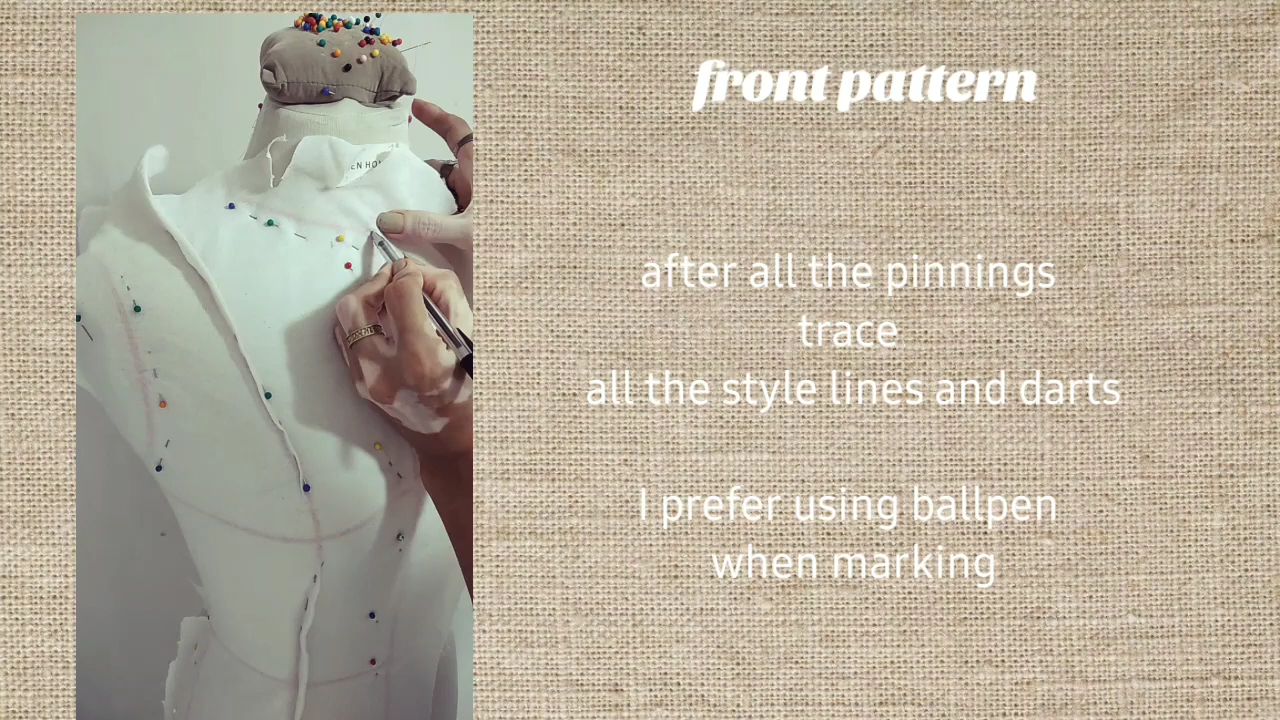 front pattern
after all the pinnings
trace
all the style lines and darts
I prefer using ballpen
when marking